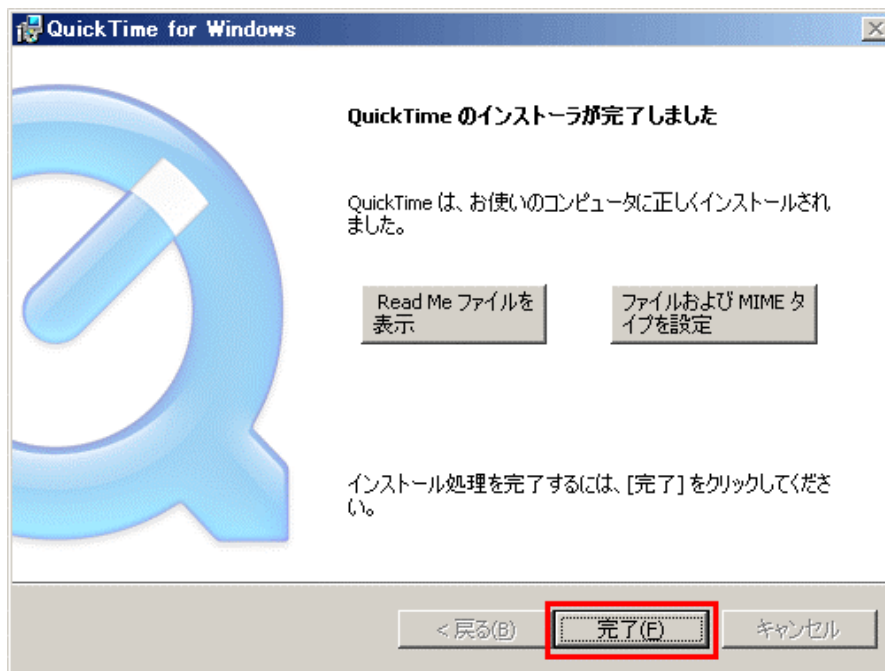 QuickTime for Windows
QuickTime のインストーラが完了しました
QuickTime は、お使いのコンピュータに正しくインストールされ
ました。
Read Me ファイルを
表示
ファイルおよび MIME タ
イプを設定
インストール処理を完了するには、[完了] をクリックしてくださ
い。
< 戻る(B)
完了(F)
キャンセル